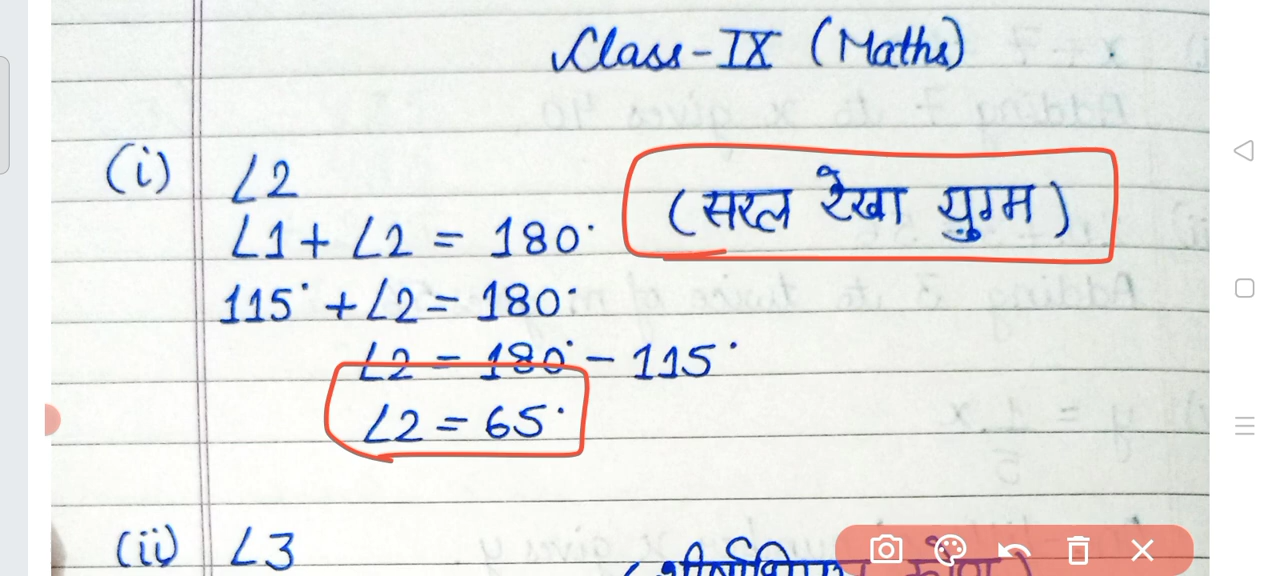 Class-IX (Maths)
(i) ∠2
∠1 + ∠2 = 180° (सरल रेखा युग्म)
115° + ∠2 = 180°
∠2 = 180° - 115°
∠2 = 65°
(ii) ∠3